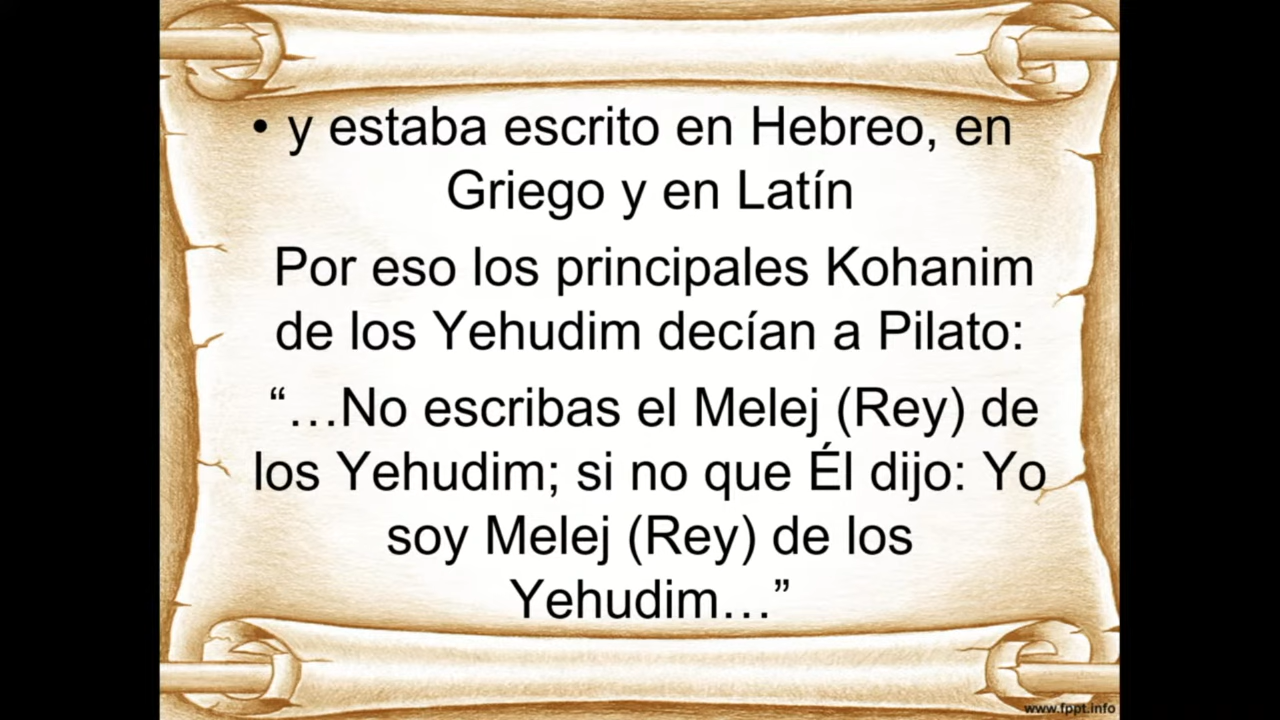 • y estaba escrito en Hebreo, en
Griego y en Latín
Por eso los principales Kohanim
de los Yehudim decían a Pilato:
“…No escribas el Melej (Rey) de
los Yehudim; si no que Él dijo: Yo
soy Melej (Rey) de los
Yehudim…”
www.fppt.info